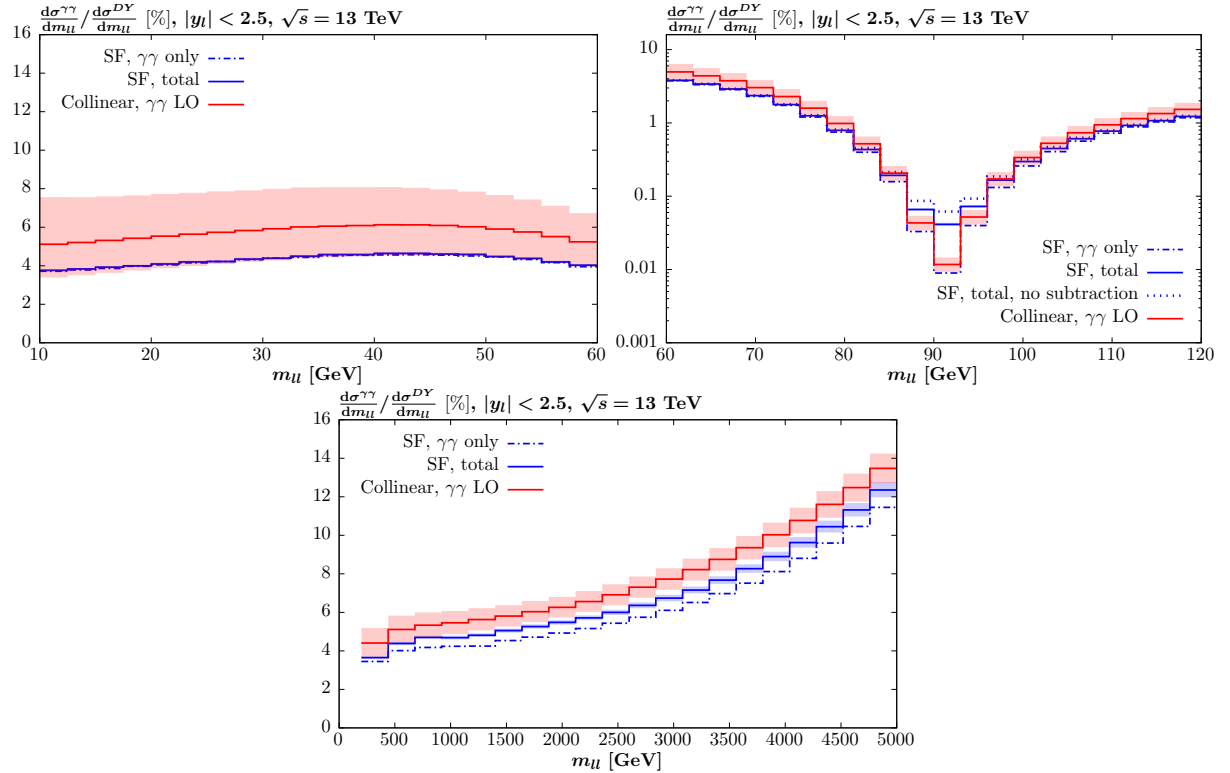 dσ^γγ/dm_ll / dσ^DY/dm_ll [%], |y_l| < 2.5, √s = 13 TeV
16
14
12
10
8
6
4
2
0
SF, γγ only
SF, total
Collinear, γγ LO
10 20 30 40 50 60
m_ll [GeV]
dσ^γγ/dm_ll / dσ^DY/dm_ll [%], |y_l| < 2.5, √s = 13 TeV
10
1
0.1
0.01
0.001
SF, γγ only
SF, total
SF, total, no subtraction
Collinear, γγ LO
60 70 80 90 100 110 120
m_ll [GeV]
dσ^γγ/dm_ll / dσ^DY/dm_ll [%], |y_l| < 2.5, √s = 13 TeV
16
14
12
10
8
6
4
2
0
SF, γγ only
SF, total
Collinear, γγ LO
0 500 1000 1500 2000 2500 3000 3500 4000 4500 5000
m_ll [GeV]